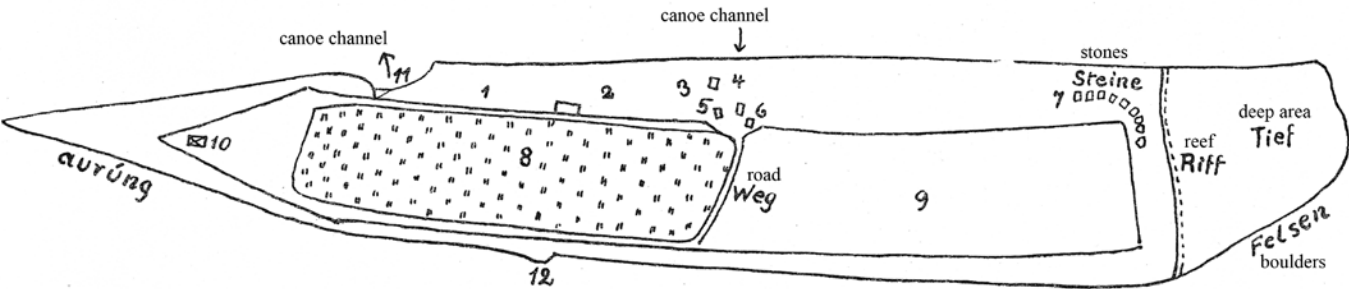 canoe channel
canoe channel
stones
Steine
11
1
2
3
4
5
6
7
deep area
Tief
reef
Riff
10
aurúng
8
road
Weg
9
Felsen
boulders
12